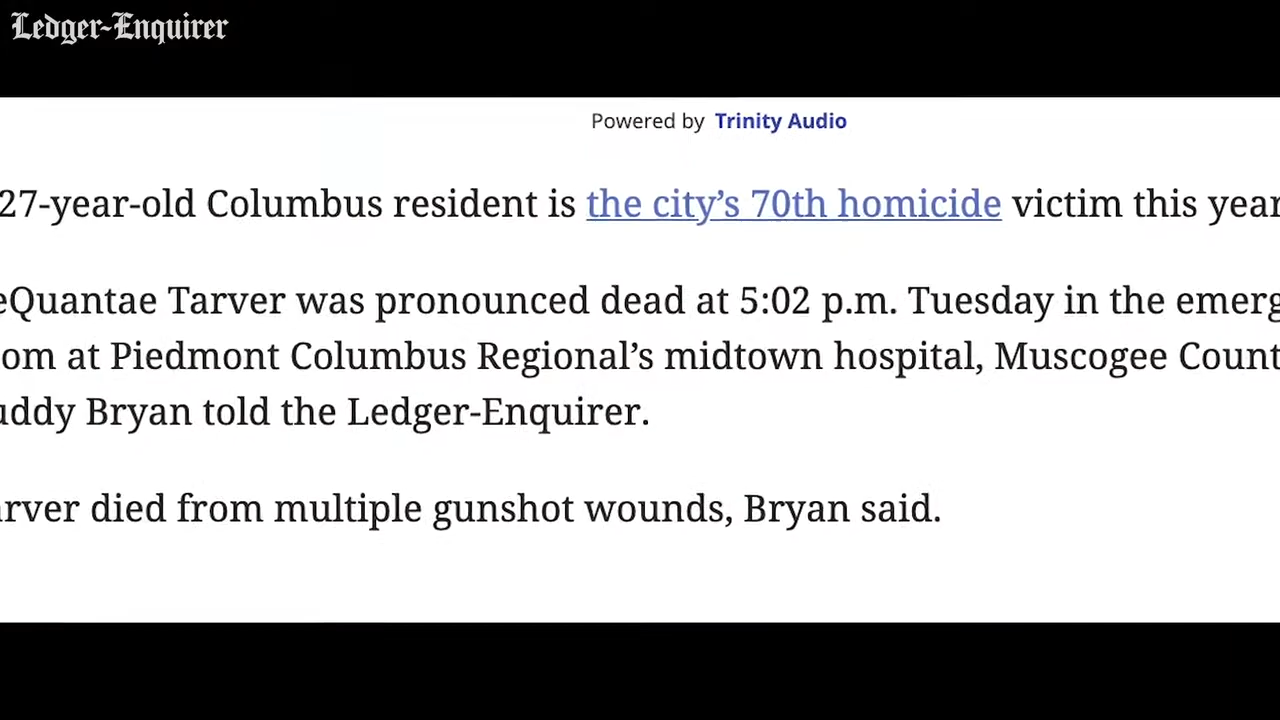 Ledger-Enquirer
Powered by Trinity Audio
27-year-old Columbus resident is the city's 70th homicide victim this year
eQuantae Tarver was pronounced dead at 5:02 p.m. Tuesday in the emerg
om at Piedmont Columbus Regional's midtown hospital, Muscogee Count
uddy Bryan told the Ledger-Enquirer.
arver died from multiple gunshot wounds, Bryan said.